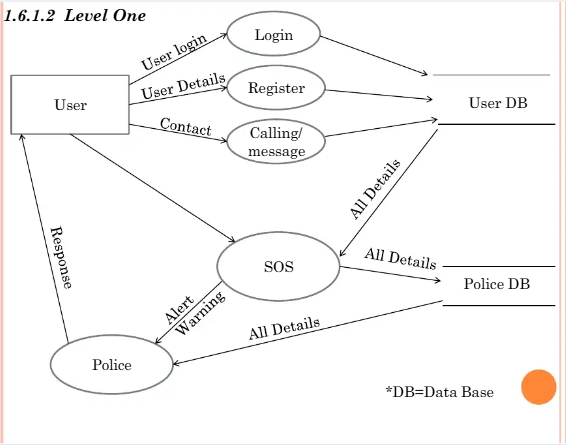 1.6.1.2 Level One
User login
Login
User
User Details
Register
User DB
Contact
Calling/
message
All Details
Response
SOS
All Details
Police DB
Alert
Warning
All Details
Police
*DB=Data Base